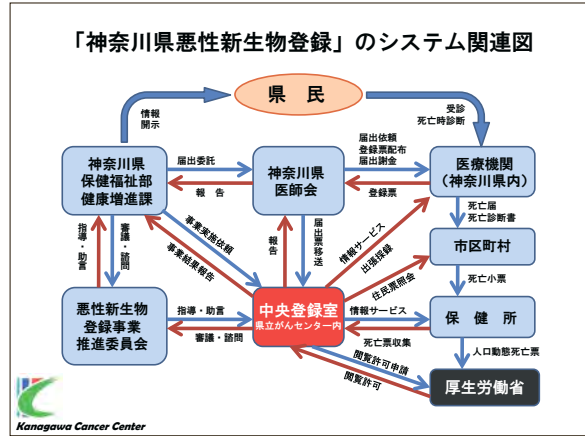 「神奈川県悪性新生物登録」のシステム関連図
県 民
情報
開示
受診
死亡時診断
神奈川県
保健福祉部
健康増進課
届出委託
報 告
神奈川県
医師会
届出依頼
登録票配布
届出謝金
登録票
医療機関
（神奈川県内）
死亡届
死亡診断書
指導・助言
審議・諮問
事業実施依頼
事業結果報告
報告
届出票移送
情報サービス
出張採録
住民票照会
市区町村
死亡小票
悪性新生物
登録事業
推進委員会
指導・助言
審議・諮問
中央登録室
県立がんセンター内
情報サービス
死亡票収集
保 健 所
人口動態死亡票
閲覧許可申請
閲覧許可
厚生労働省
Kanagawa Cancer Center